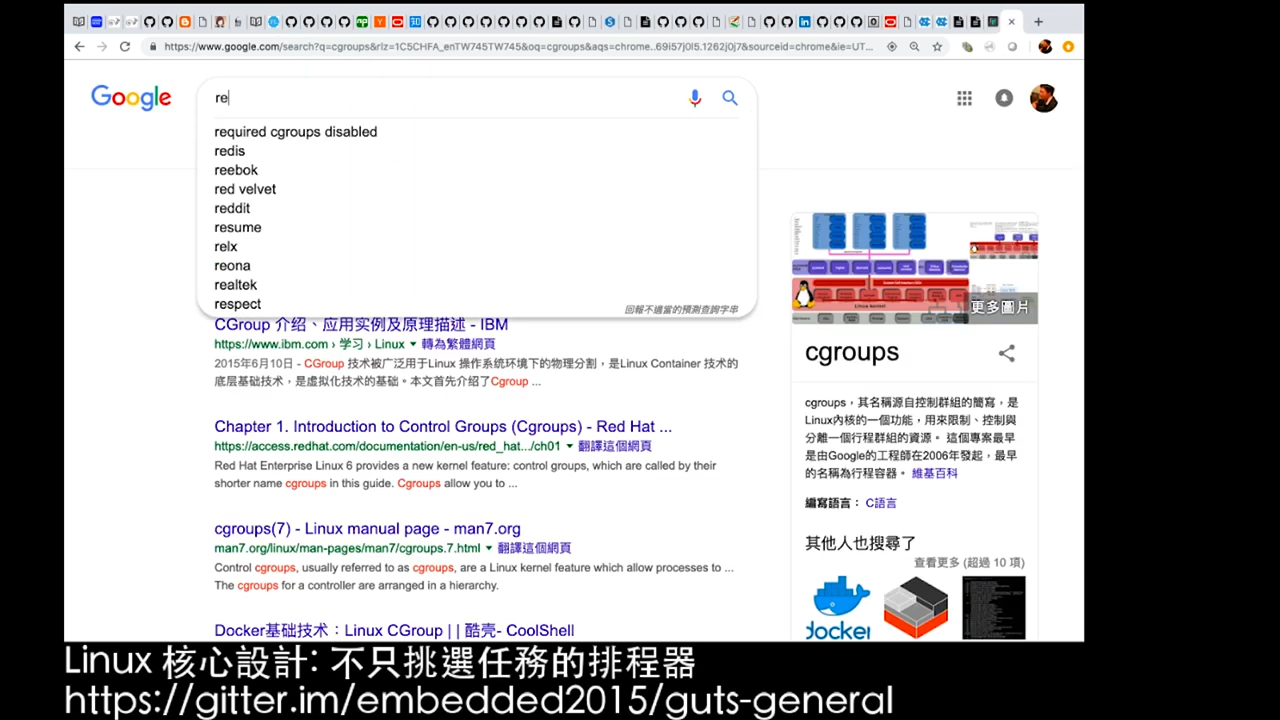 https://www.google.com/search?q=cgroups&rlz=1C5CHFA_enTW745TW745&oq=cgroups&aqs=chrome..69i57j0l5.1262j0j7&sourceid=chrome&ie=UT...
Google
re
required cgroups disabled
redis
reebok
red velvet
reddit
resume
relx
reona
realtek
respect
回報不適當的預測查詢字串
CGroup 介绍、应用实例及原理描述 - IBM
https://www.ibm.com › 学习 › Linux ▼ 轉為繁體網頁
2015年6月10日 - CGroup 技术被广泛用于Linux 操作系统环境下的物理分割，是Linux Container 技术的
底层基础技术，是虚拟化技术的基础。本文首先介绍了Cgroup ...
Chapter 1. Introduction to Control Groups (Cgroups) - Red Hat ...
https://access.redhat.com/documentation/en-us/red_hat.../ch01 ▼ 翻譯這個網頁
Red Hat Enterprise Linux 6 provides a new kernel feature: control groups, which are called by their
shorter name cgroups in this guide. Cgroups allow you to ...
cgroups(7) - Linux manual page - man7.org
man7.org/linux/man-pages/man7/cgroups.7.html ▼ 翻譯這個網頁
Control cgroups, usually referred to as cgroups, are a Linux kernel feature which allow processes to ...
The cgroups for a controller are arranged in a hierarchy.
Docker基础技术：Linux CGroup | | 酷壳- CoolShell
更多圖片
cgroups
cgroups，其名稱源自控制群組的簡寫，是
Linux內核的一個功能，用來限制、控制與
分離一個行程群組的資源。 這個專案最早
是由Google的工程師在2006年發起，最早
的名稱為行程容器。 維基百科
編寫語言： C語言
其他人也搜尋了
查看更多 (超過 10 項)
docker
Linux 核心設計: 不只挑選任務的排程器
https://gitter.im/embedded2015/guts-general